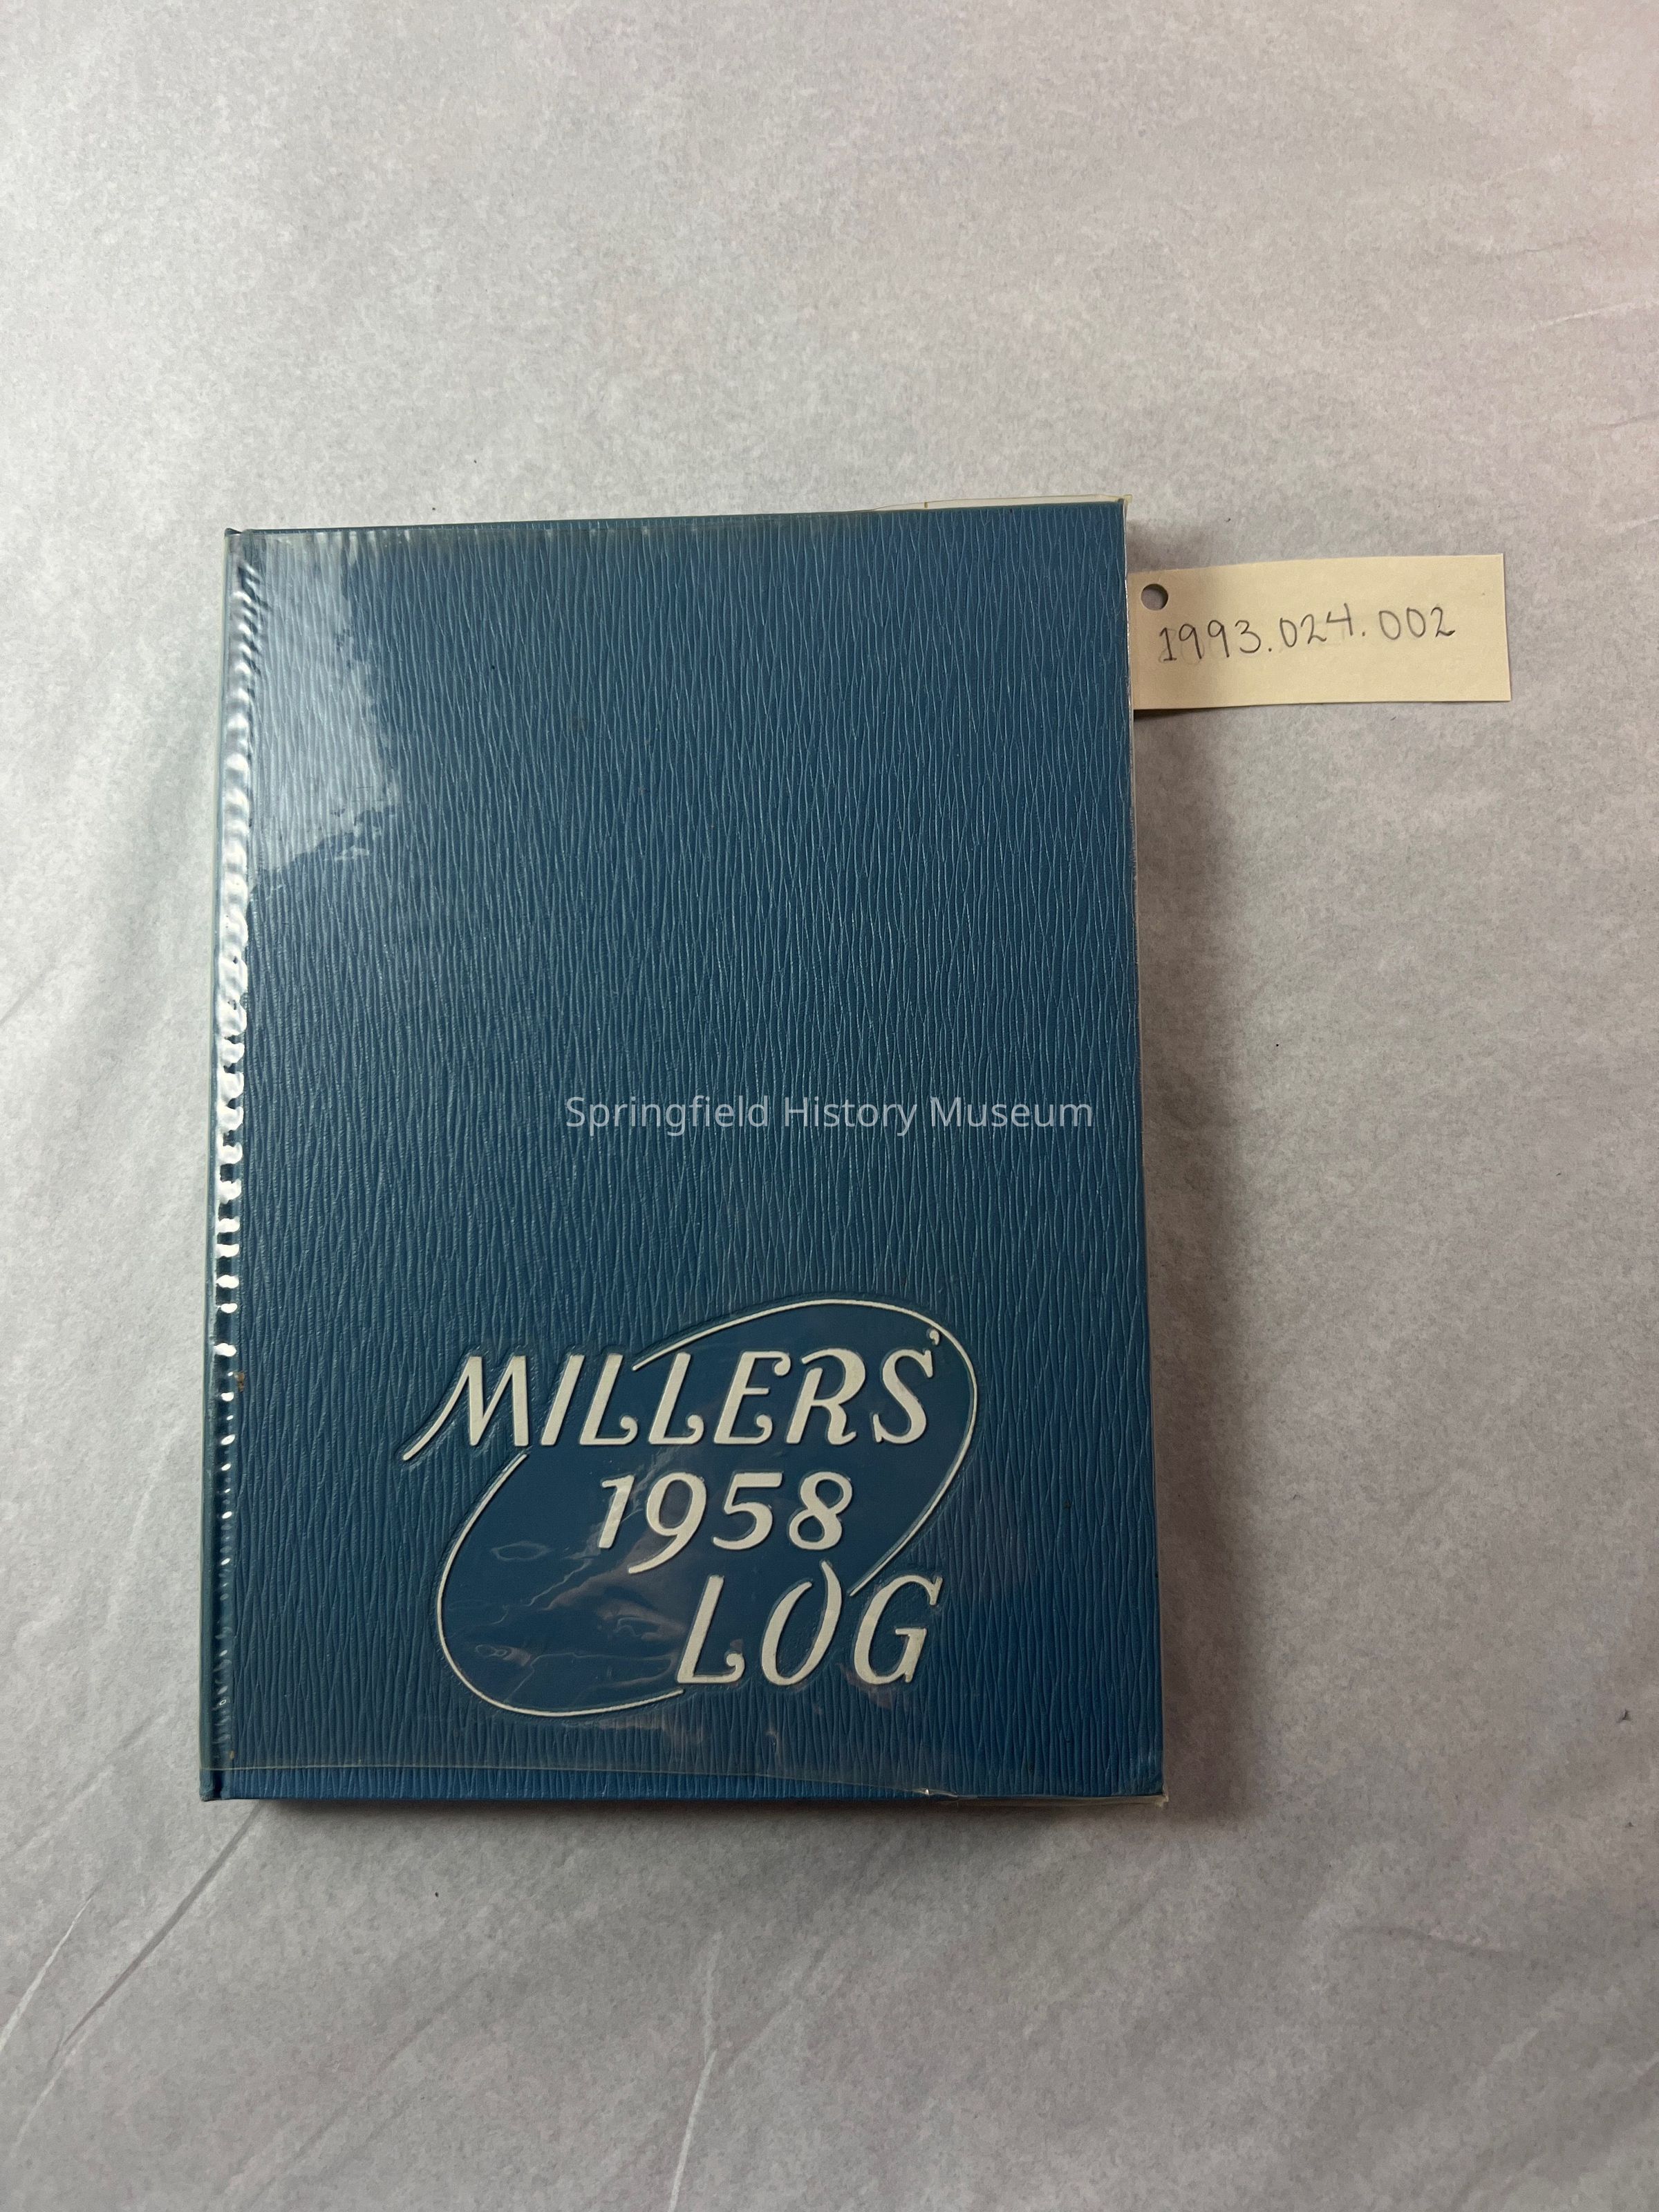 1993.024.002
Springfield History Museum
MILLERS'
1958
LOG